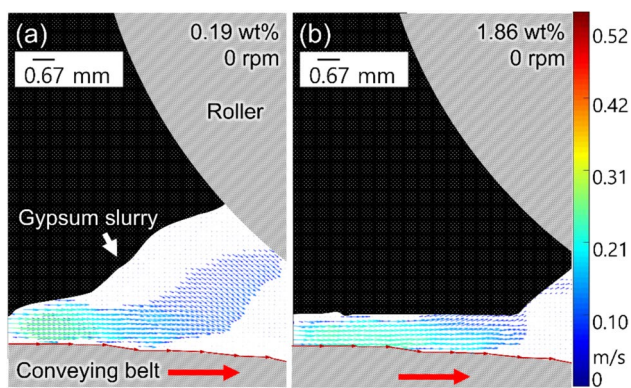 (a)
0.19 wt%
0 rpm
0.67 mm
Roller
Gypsum slurry
Conveying belt
(b)
1.86 wt%
0 rpm
0.67 mm
0.52
0.42
0.31
0.21
0.10
m/s
0